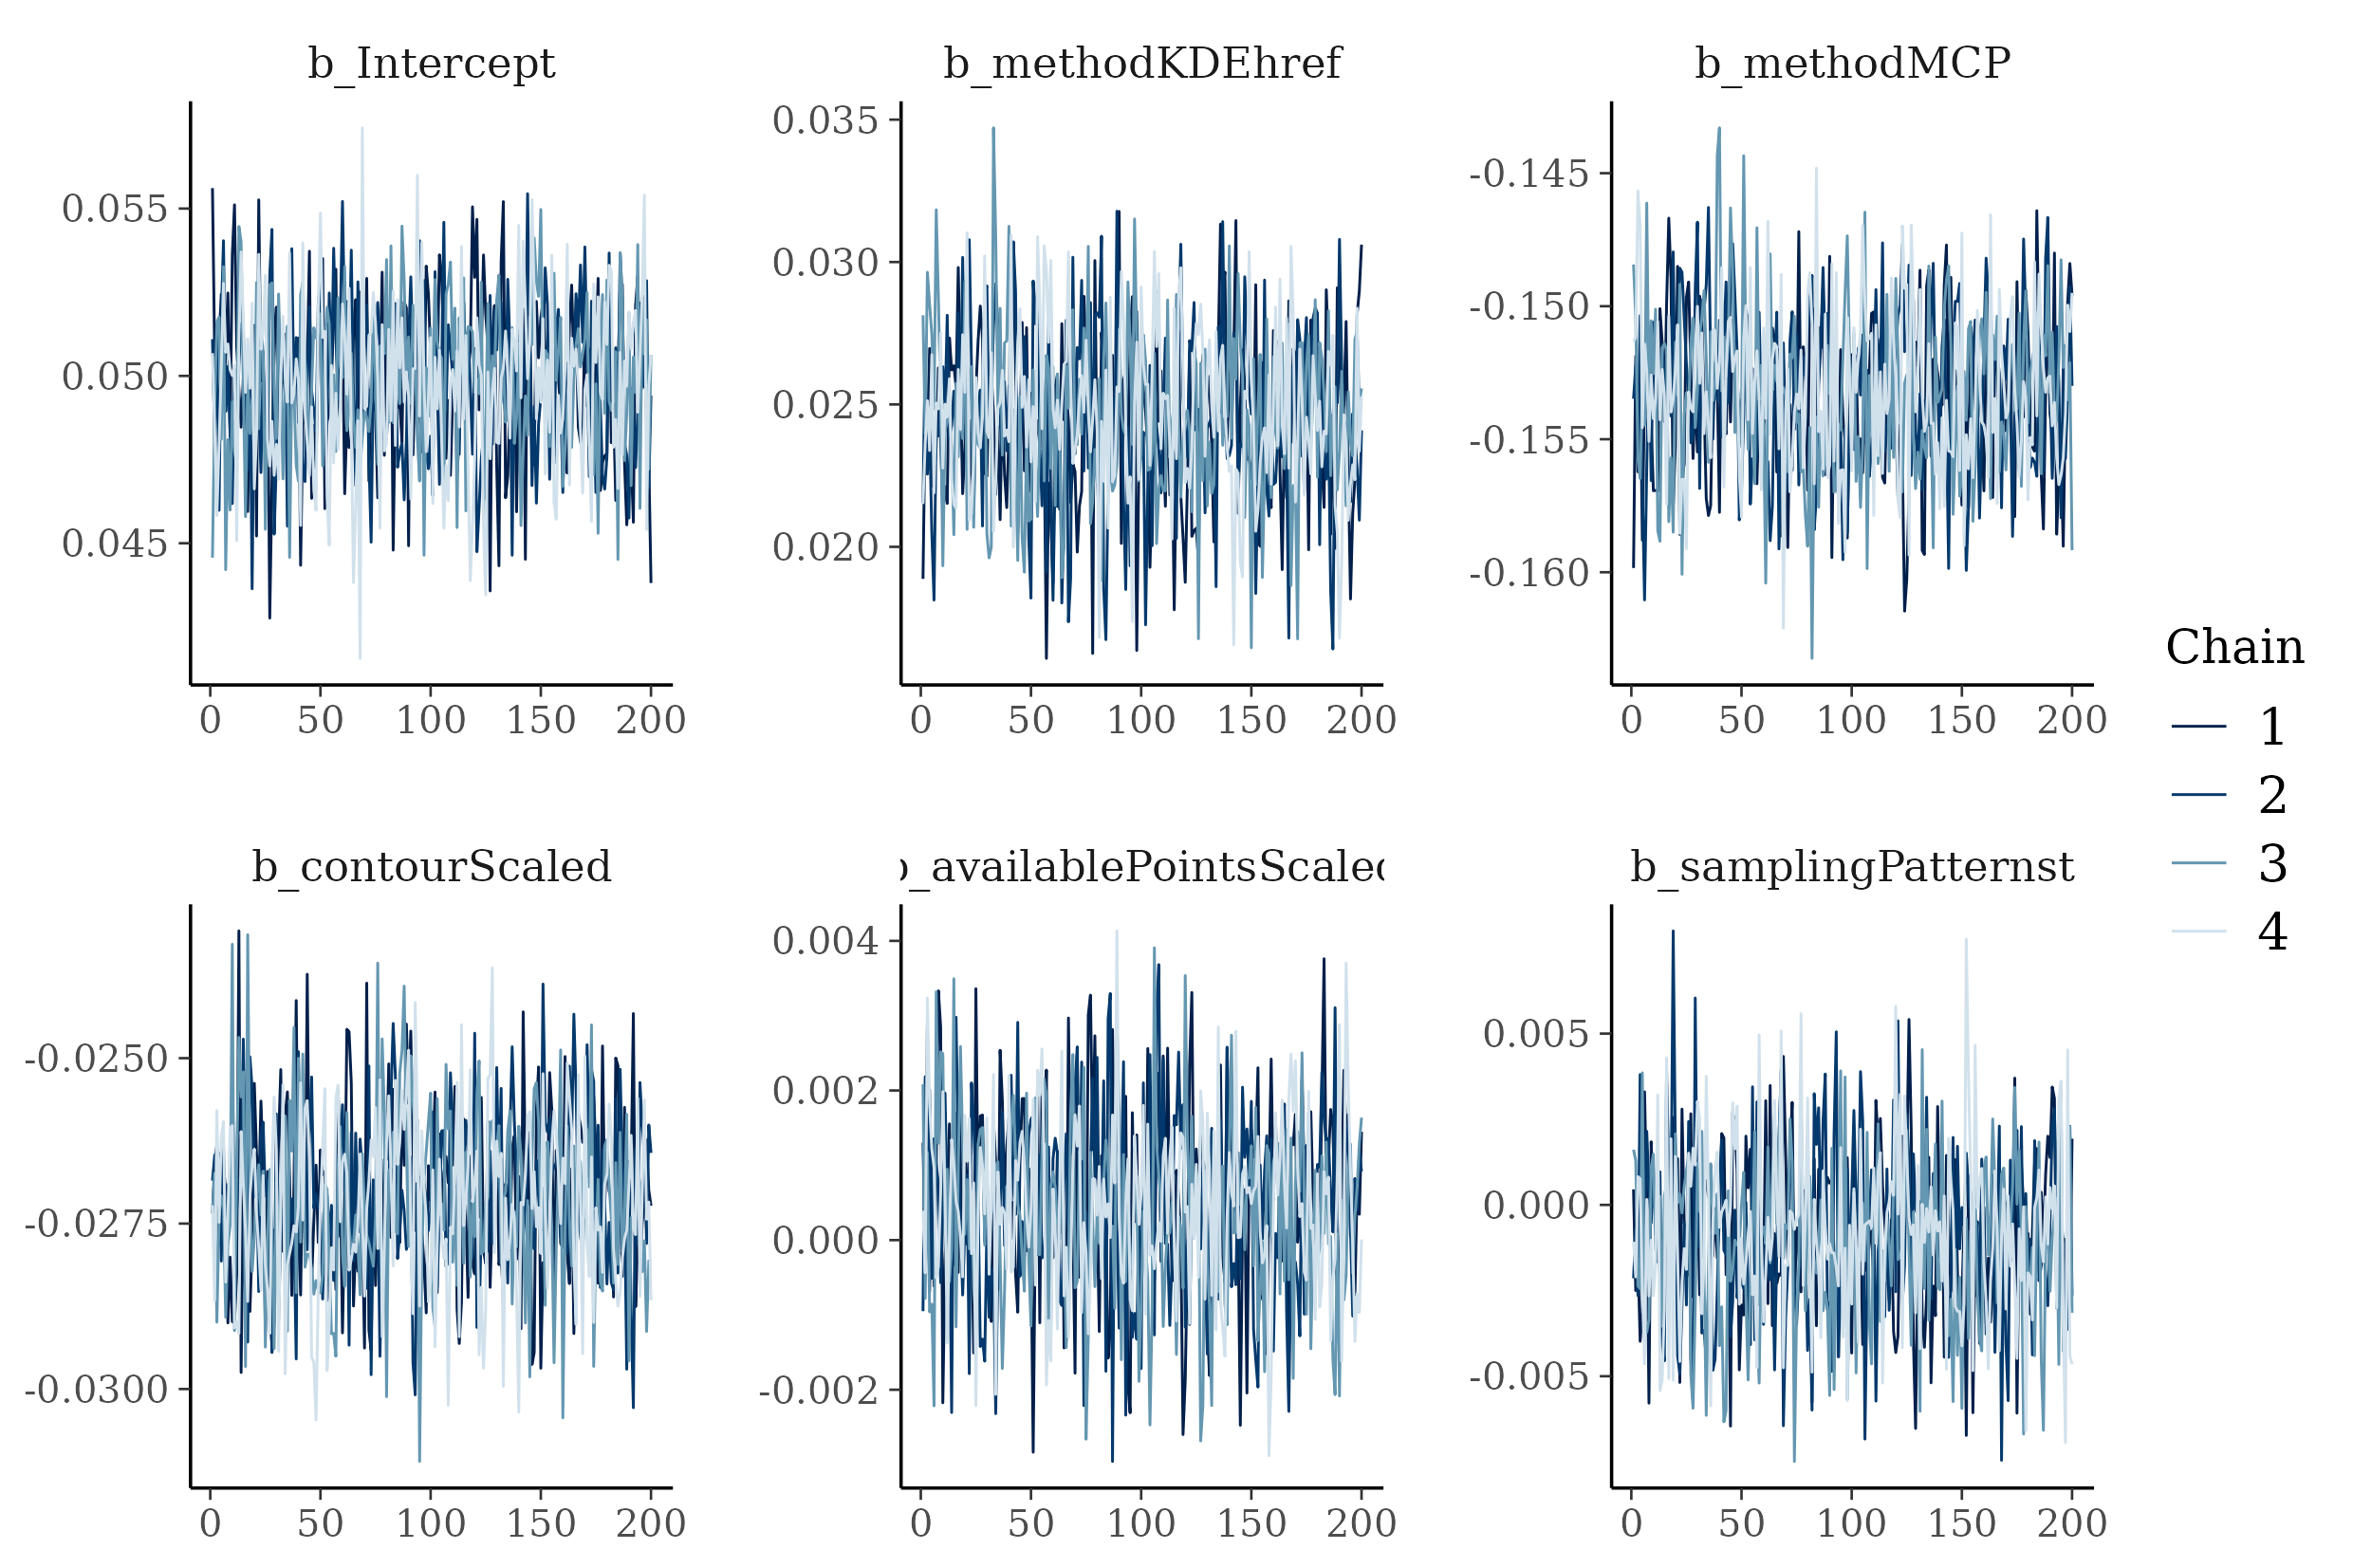 b_Intercept
0.055
0.050
0.045
0 50 100 150 200
b_methodKDEhref
0.035
0.030
0.025
0.020
0 50 100 150 200
b_methodMCP
-0.145
-0.150
-0.155
-0.160
0 50 100 150 200
b_contourScaled
-0.0250
-0.0275
-0.0300
0 50 100 150 200
b_availablePointsScaled
0.004
0.002
0.000
-0.002
0 50 100 150 200
b_samplingPatternst
0.005
0.000
-0.005
0 50 100 150 200
Chain
1
2
3
4